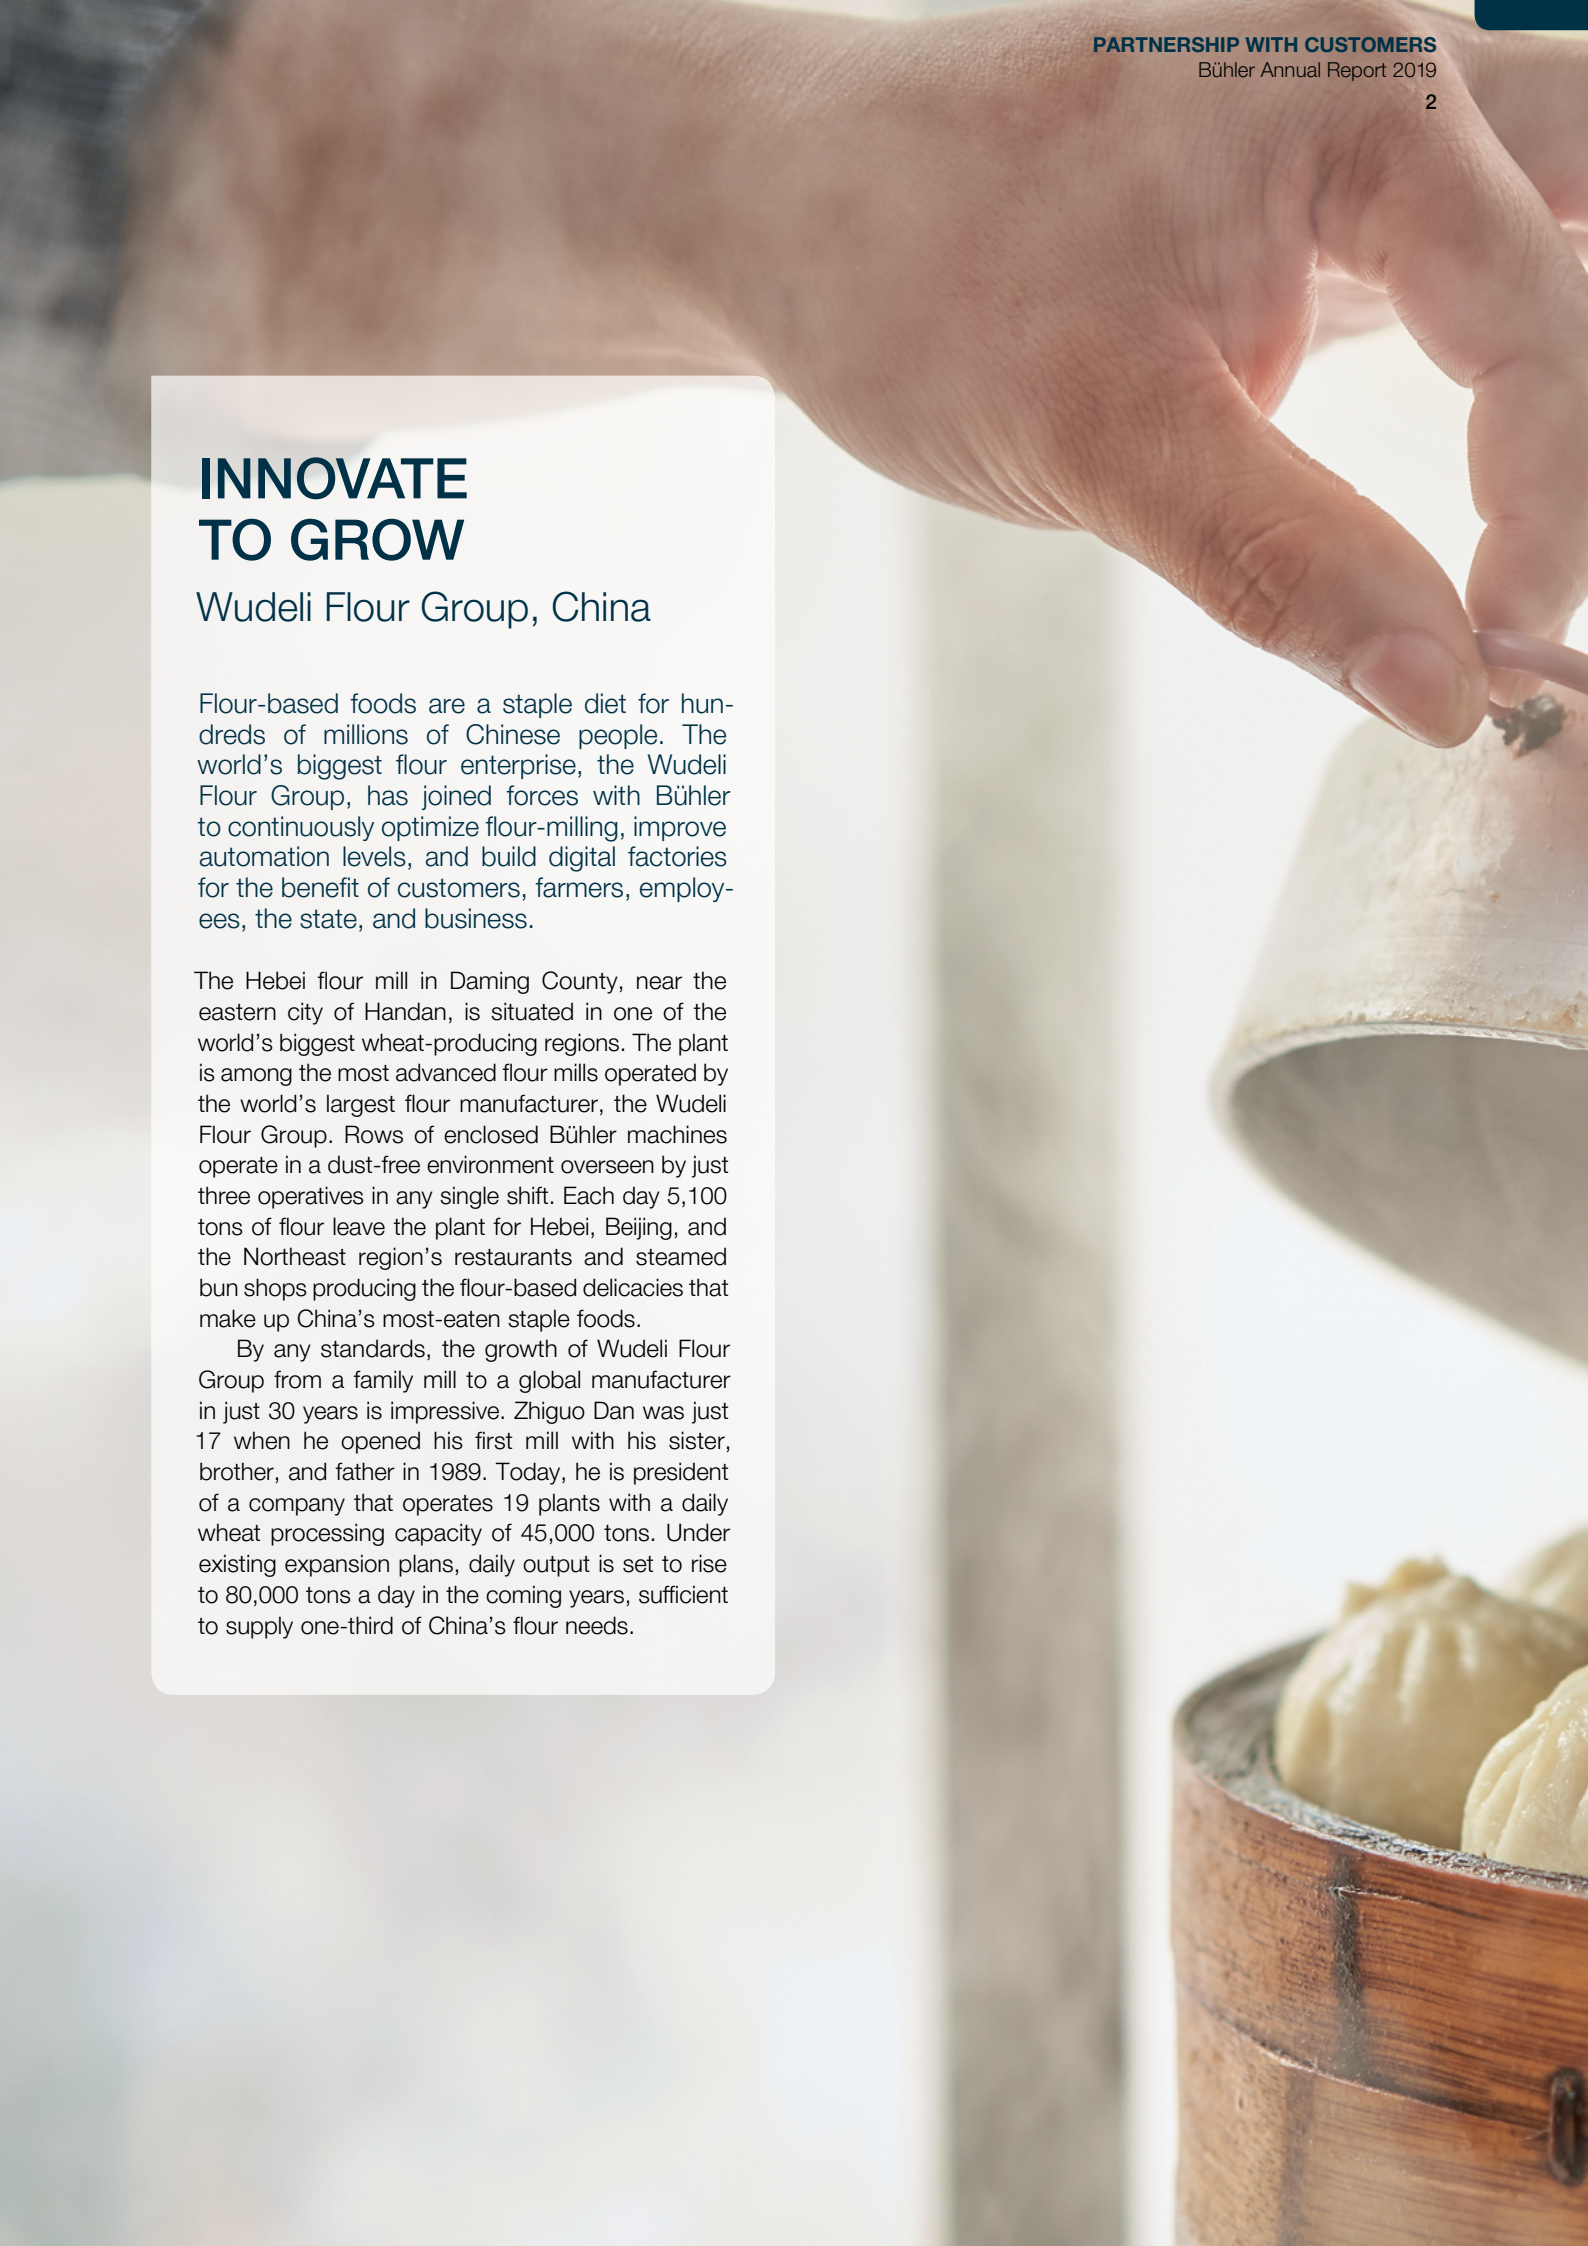 PARTNERSHIP WITH CUSTOMERS
Bühler Annual Report 2019
2
INNOVATE
TO GROW
Wudeli Flour Group, China
Flour-based foods are a staple diet for hun-
dreds of millions of Chinese people. The
world's biggest flour enterprise, the Wudeli
Flour Group, has joined forces with Bühler
to continuously optimize flour-milling, improve
automation levels, and build digital factories
for the benefit of customers, farmers, employ-
ees, the state, and business.
The Hebei flour mill in Daming County, near the
eastern city of Handan, is situated in one of the
world's biggest wheat-producing regions. The plant
is among the most advanced flour mills operated by
the world's largest flour manufacturer, the Wudeli
Flour Group. Rows of enclosed Bühler machines
operate in a dust-free environment overseen by just
three operatives in any single shift. Each day 5,100
tons of flour leave the plant for Hebei, Beijing, and
the Northeast region's restaurants and steamed
bun shops producing the flour-based delicacies that
make up China's most-eaten staple foods.
By any standards, the growth of Wudeli Flour
Group from a family mill to a global manufacturer
in just 30 years is impressive. Zhiguo Dan was just
17 when he opened his first mill with his sister,
brother, and father in 1989. Today, he is president
of a company that operates 19 plants with a daily
wheat processing capacity of 45,000 tons. Under
existing expansion plans, daily output is set to rise
to 80,000 tons a day in the coming years, sufficient
to supply one-third of China's flour needs.